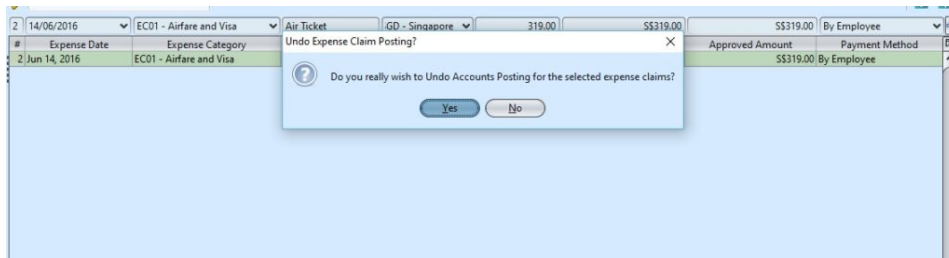 2 14/06/2016 EC01 - Airfare and Visa Air Ticket GD - Singapore 319.00 S$319.00 S$319.00 By Employee
# Expense Date Expense Category Approved Amount Payment Method
Undo Expense Claim Posting?
2 Jun 14, 2016 EC01 - Airfare and Visa S$319.00 By Employee
Do you really wish to Undo Accounts Posting for the selected expense claims?
Yes No